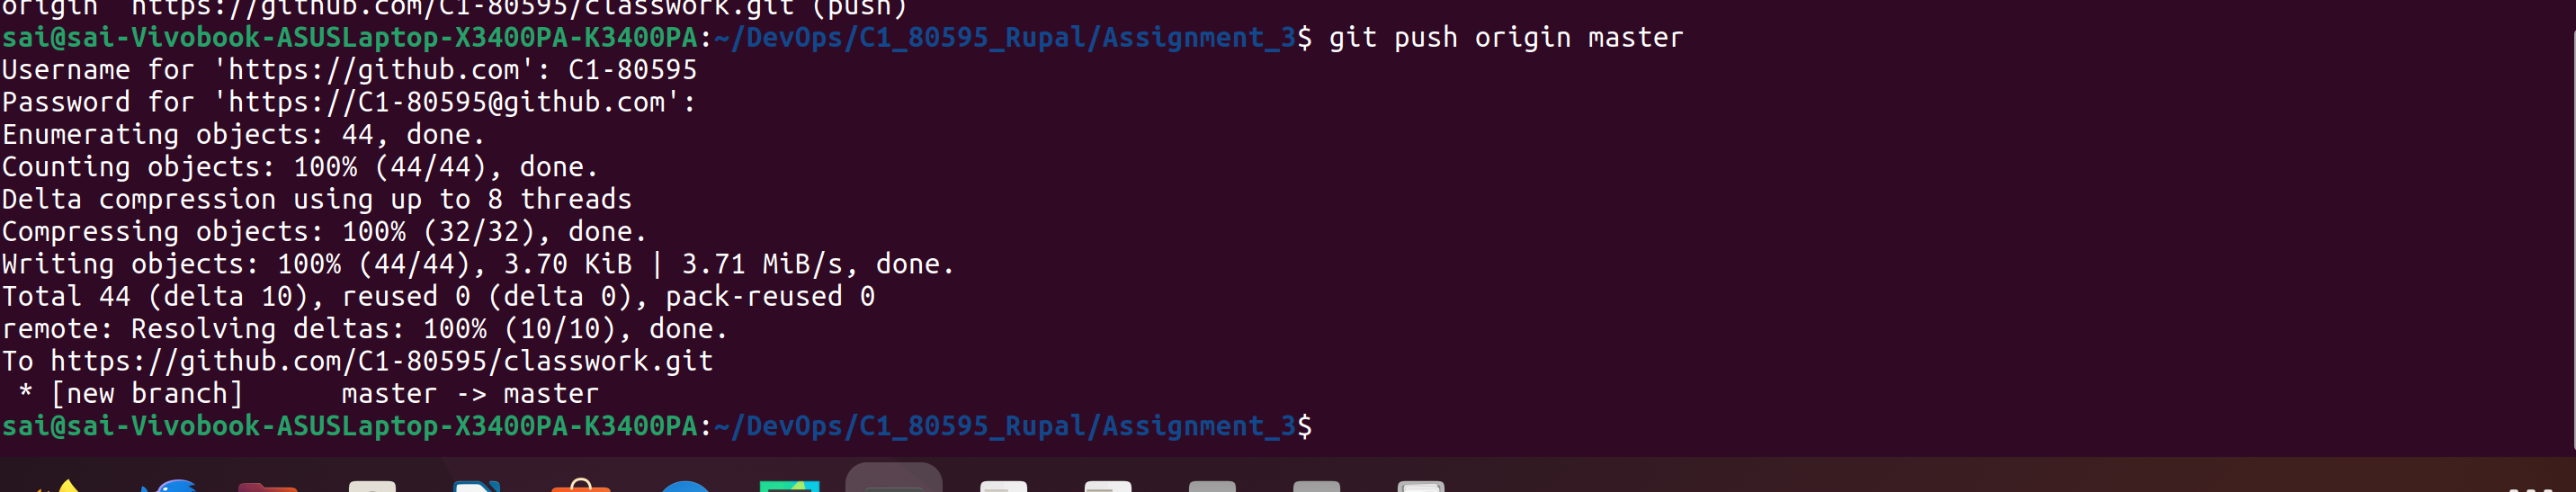 origin  https://github.com/C1-80595/classwork.git (push)
sai@sai-Vivobook-ASUSLaptop-X3400PA-K3400PA:~/DevOps/C1_80595_Rupal/Assignment_3$ git push origin master
Username for 'https://github.com': C1-80595
Password for 'https://C1-80595@github.com':
Enumerating objects: 44, done.
Counting objects: 100% (44/44), done.
Delta compression using up to 8 threads
Compressing objects: 100% (32/32), done.
Writing objects: 100% (44/44), 3.70 KiB | 3.71 MiB/s, done.
Total 44 (delta 10), reused 0 (delta 0), pack-reused 0
remote: Resolving deltas: 100% (10/10), done.
To https://github.com/C1-80595/classwork.git
 * [new branch]      master -> master
sai@sai-Vivobook-ASUSLaptop-X3400PA-K3400PA:~/DevOps/C1_80595_Rupal/Assignment_3$